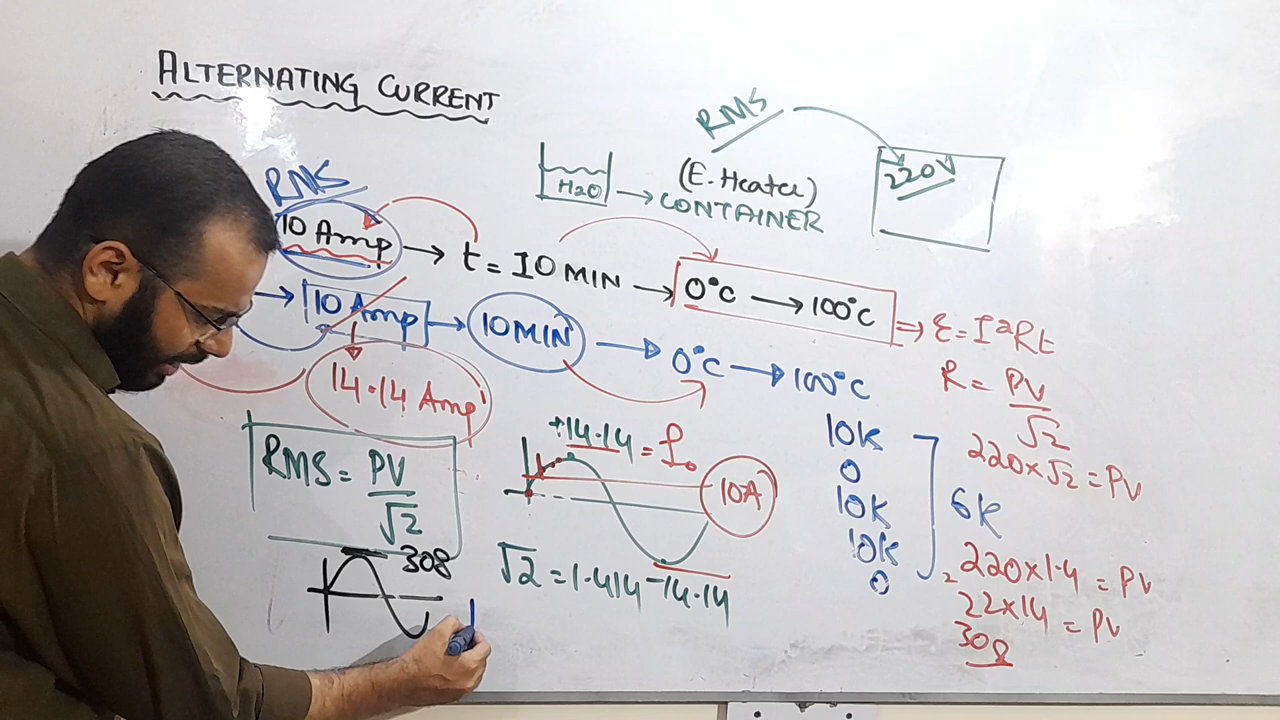 ALTERNATING CURRENT
RMS
220V
H2O → CONTAINER
(E.Heater)
RMS
10 Amp → t = 10 MIN → 0°C → 100°C ⇒ E = I²Rt
→ 10 Amp → 10 MIN → 0°C → 100°C
14.14 Amp
R = PV/√2
220×√2 = PV
RMS = PV/√2
+14.14 = I₀
10A
10K
0
10K
10K
0
6K
√2 = 1.414
-14.14
308
220×1.4 = PV
22×14 = PV
308